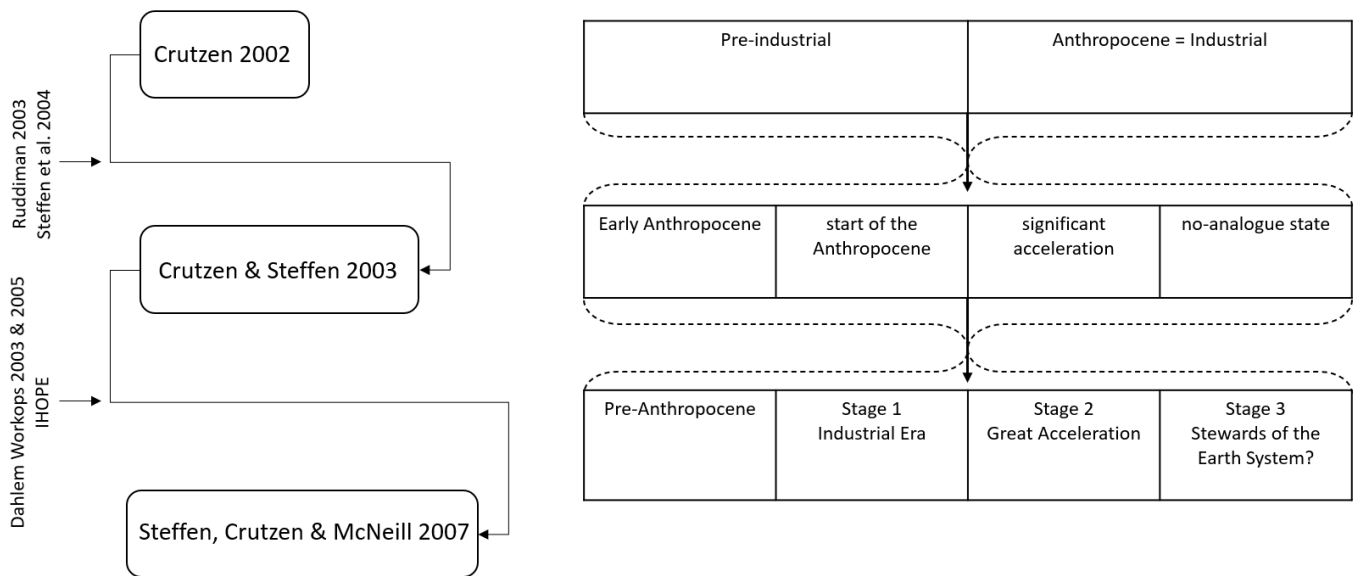 Crutzen 2002
Ruddiman 2003
Steffen et al. 2004
Crutzen & Steffen 2003
Dahlem Workops 2003 & 2005
IHOPE
Steffen, Crutzen & McNeill 2007
Pre-industrial
Anthropocene = Industrial
Early Anthropocene
start of the
Anthropocene
significant
acceleration
no-analogue state
Pre-Anthropocene
Stage 1
Industrial Era
Stage 2
Great Acceleration
Stage 3
Stewards of the
Earth System?